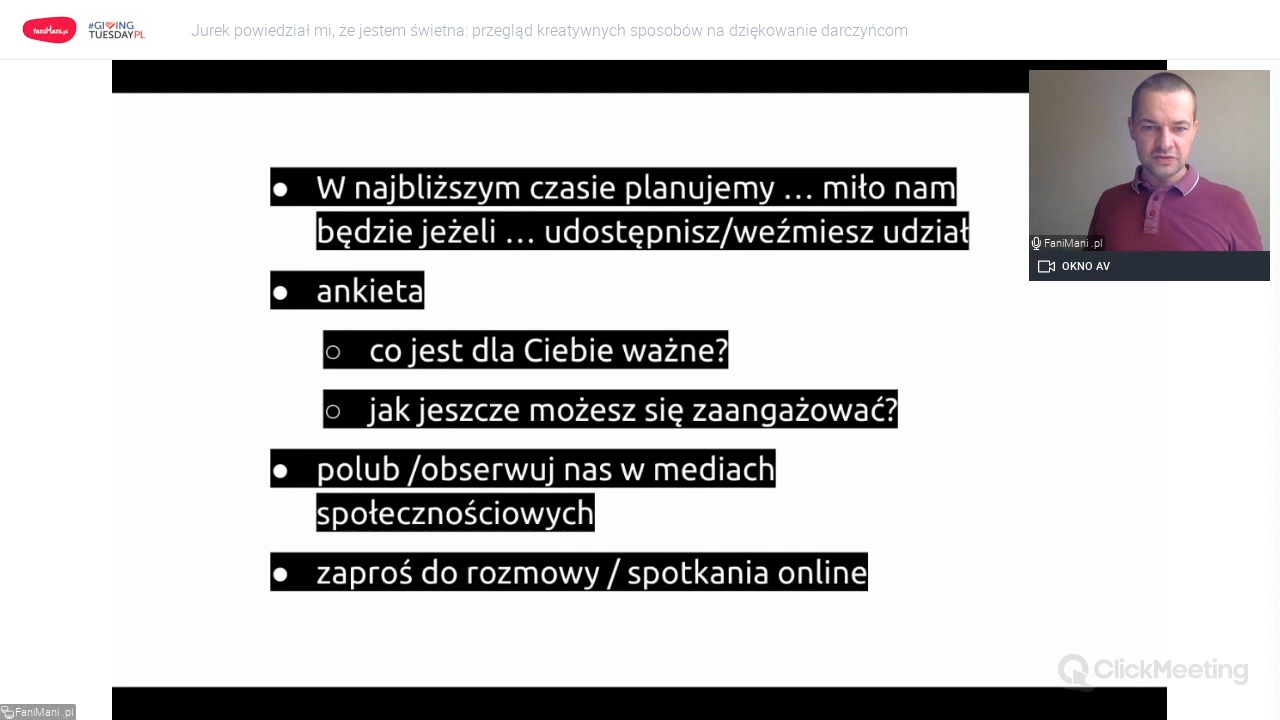 faniMani.pl
#GIVING
TUESDAYPL
Jurek powiedział mi, że jestem świetna: przegląd kreatywnych sposobów na dziękowanie darczyńcom
● W najbliższym czasie planujemy … miło nam
będzie jeżeli … udostępnisz/weźmiesz udział
● ankieta
○ co jest dla Ciebie ważne?
○ jak jeszcze możesz się zaangażować?
● polub /obserwuj nas w mediach
społecznościowych
● zaproś do rozmowy / spotkania online
FaniMani .pl
OKNO AV
ClickMeeting
FaniMani .pl